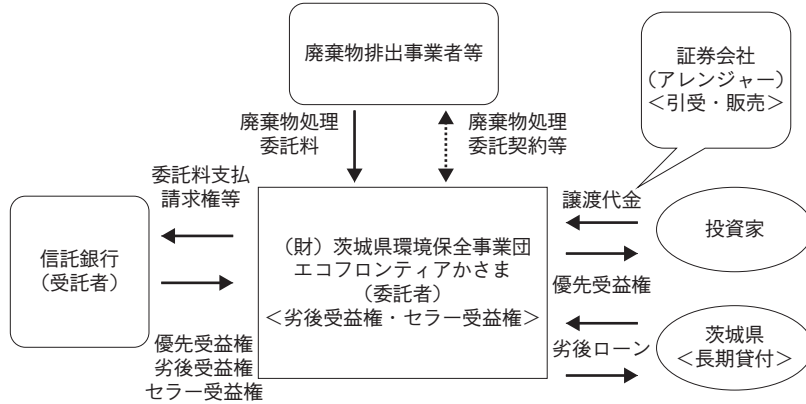 廃棄物排出事業者等
証券会社
（アレンジャー）
＜引受・販売＞
廃棄物処理
委託料
廃棄物処理
委託契約等
委託料支払
請求権等
譲渡代金
信託銀行
（受託者）
（財）茨城県環境保全事業団
エコフロンティアかさま
（委託者）
＜劣後受益権・セラー受益権＞
投資家
優先受益権
優先受益権
劣後受益権
セラー受益権
劣後ローン
茨城県
＜長期貸付＞